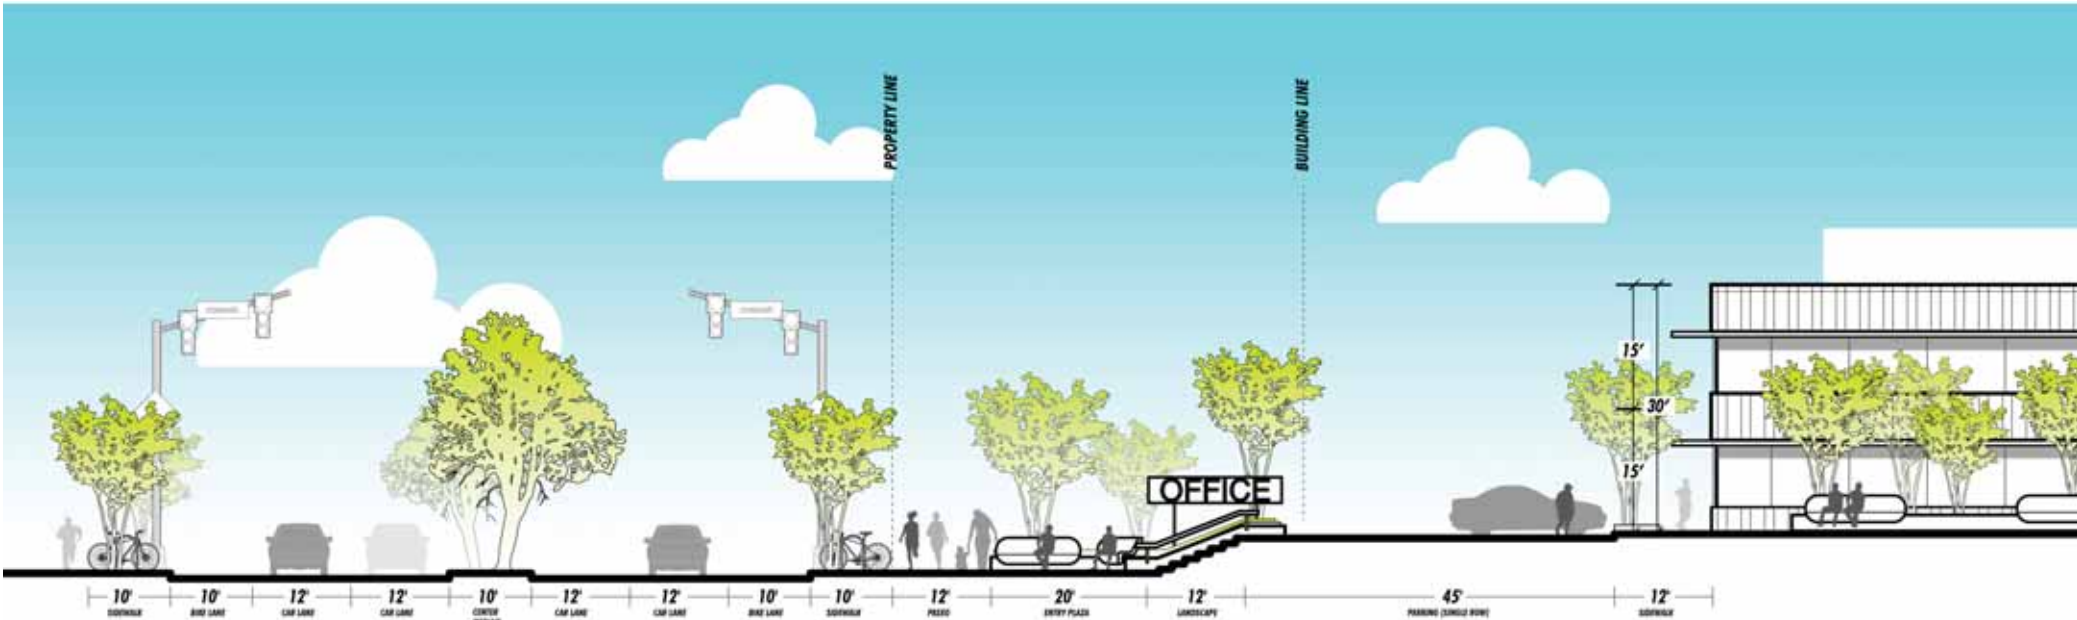 PROPERTY LINE
BUILDING LINE
15'
30'
15'
OFFICE
10' 10' 12' 12' 10' 12' 12' 10' 10' 12' 20' 12' 45' 12'
SIDEWALK BIKE LANE CAR LANE CAR LANE CENTER CAR LANE CAR LANE BIKE LANE SIDEWALK PASEO ENTRY PLAZA LANDSCAPE PARKING (SINGLE ROW) SIDEWALK